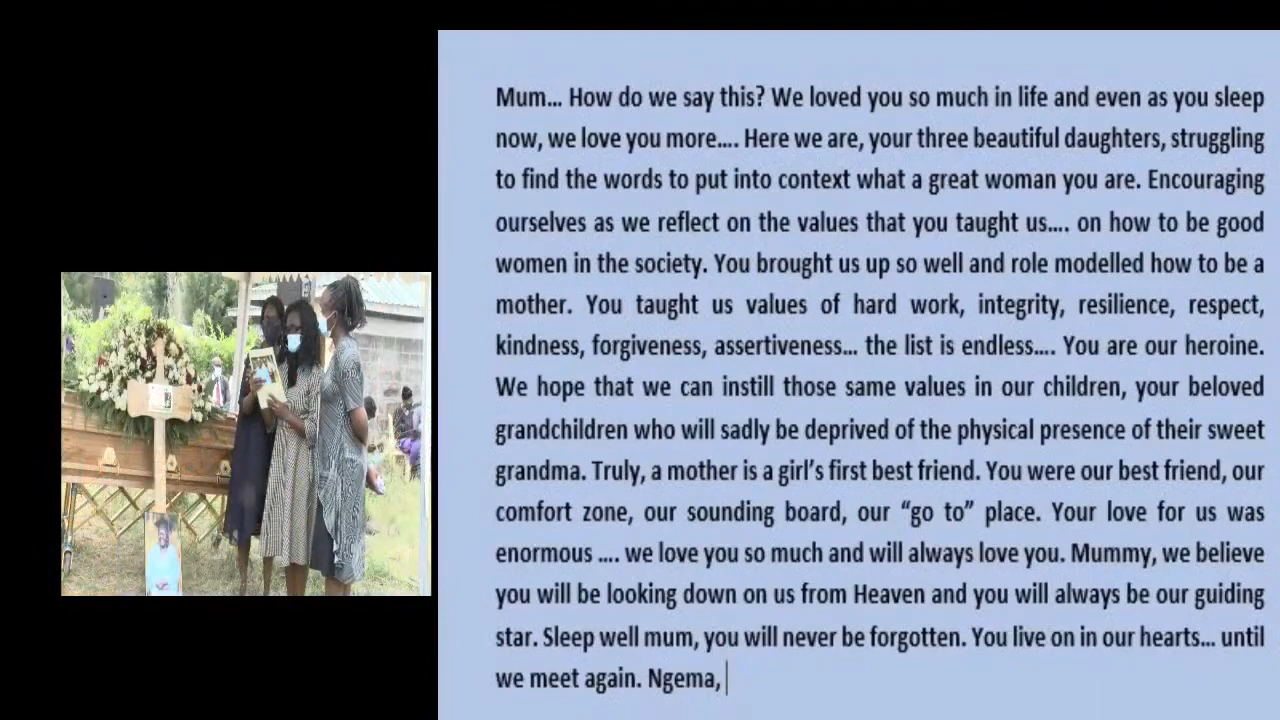 Mum... How do we say this? We loved you so much in life and even as you sleep
now, we love you more.... Here we are, your three beautiful daughters, struggling
to find the words to put into context what a great woman you are. Encouraging
ourselves as we reflect on the values that you taught us.... on how to be good
women in the society. You brought us up so well and role modelled how to be a
mother. You taught us values of hard work, integrity, resilience, respect,
kindness, forgiveness, assertiveness... the list is endless.... You are our heroine.
We hope that we can instill those same values in our children, your beloved
grandchildren who will sadly be deprived of the physical presence of their sweet
grandma. Truly, a mother is a girl’s first best friend. You were our best friend, our
comfort zone, our sounding board, our “go to” place. Your love for us was
enormous .... we love you so much and will always love you. Mummy, we believe
you will be looking down on us from Heaven and you will always be our guiding
star. Sleep well mum, you will never be forgotten. You live on in our hearts... until
we meet again. Ngema,